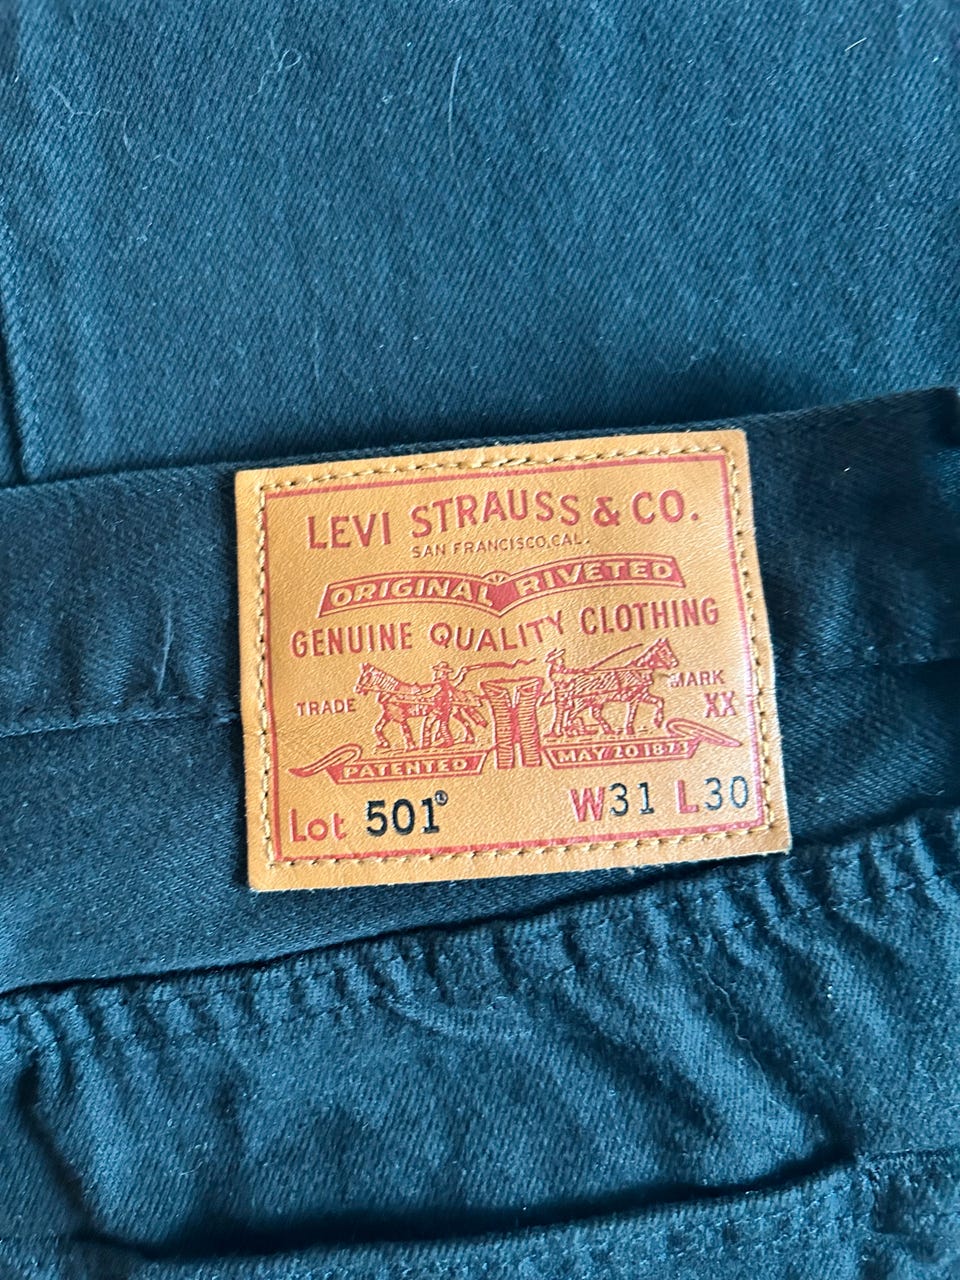 LEVI STRAUSS & CO.
SAN FRANCISCO, CAL.
ORIGINAL RIVETED
GENUINE QUALITY CLOTHING
TRADE MARK
XX
PATENTED MAY 20 1873
Lot 501® W31 L30